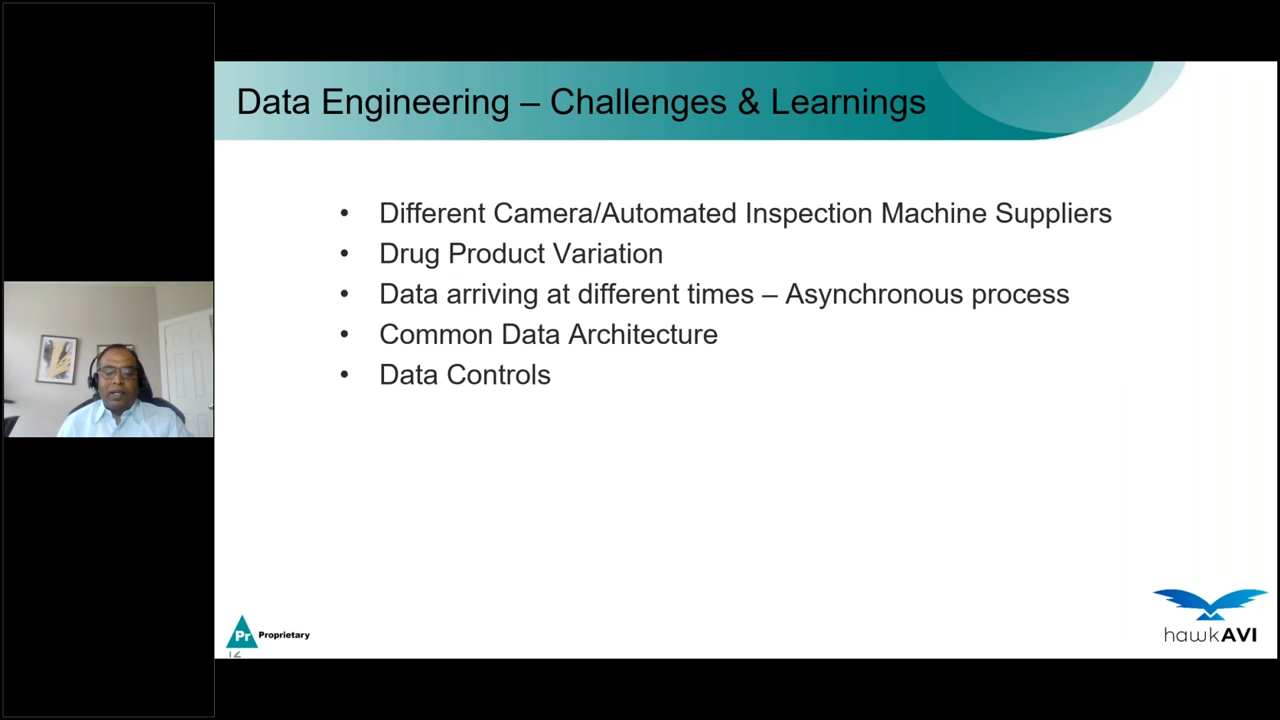 Data Engineering – Challenges & Learnings
• Different Camera/Automated Inspection Machine Suppliers
• Drug Product Variation
• Data arriving at different times – Asynchronous process
• Common Data Architecture
• Data Controls
Pr Proprietary
12
hawkAVI